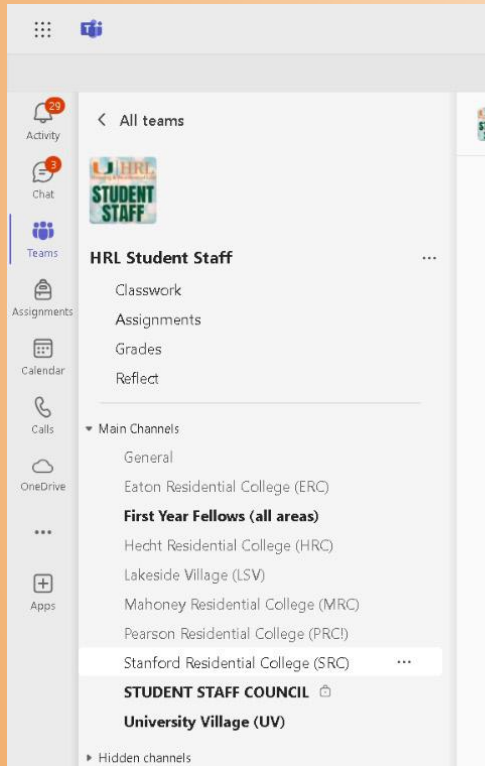 29
Activity
3
Chat
Teams
Assignments
Calendar
Calls
OneDrive
Apps
All teams
U HRL
STUDENT
STAFF
HRL Student Staff
Classwork
Assignments
Grades
Reflect
Main Channels
General
Eaton Residential College (ERC)
First Year Fellows (all areas)
Hecht Residential College (HRC)
Lakeside Village (LSV)
Mahoney Residential College (MRC)
Pearson Residential College (PRC!)
Stanford Residential College (SRC)
STUDENT STAFF COUNCIL
University Village (UV)
Hidden channels